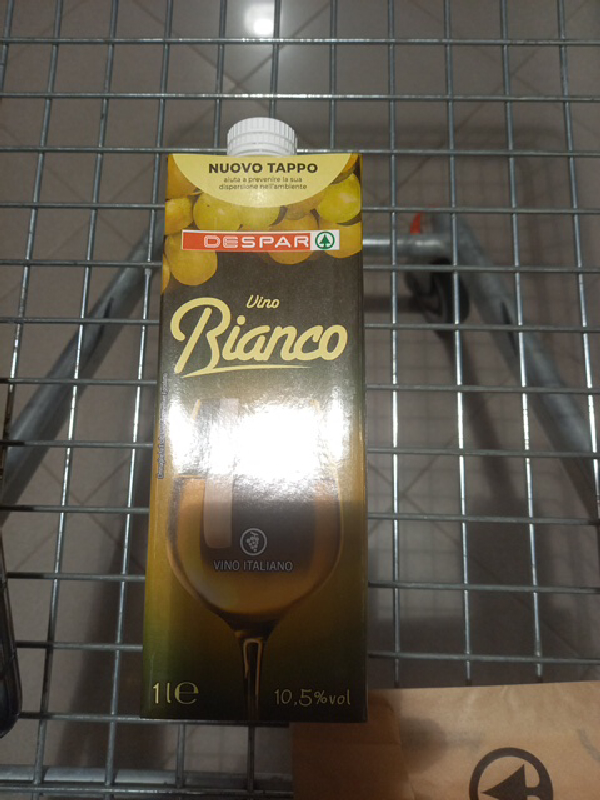 NUOVO TAPPO
aiuta a prevenire la sua
dispersione nell'ambiente
DESPAR
Vino
Bianco
VINO ITALIANO
1 l e 10,5%vol